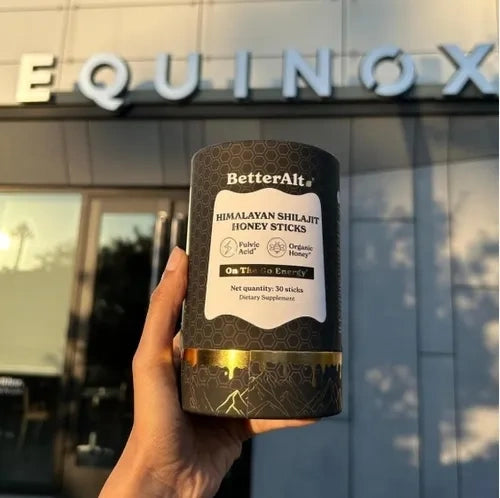 EQUINOX
BetterAlt
HIMALAYAN SHILAJIT
HONEY STICKS
Fulvic
Acid*
Organic
Honey*
On The Go Energy*
Net quantity: 30 sticks
Dietary Supplement